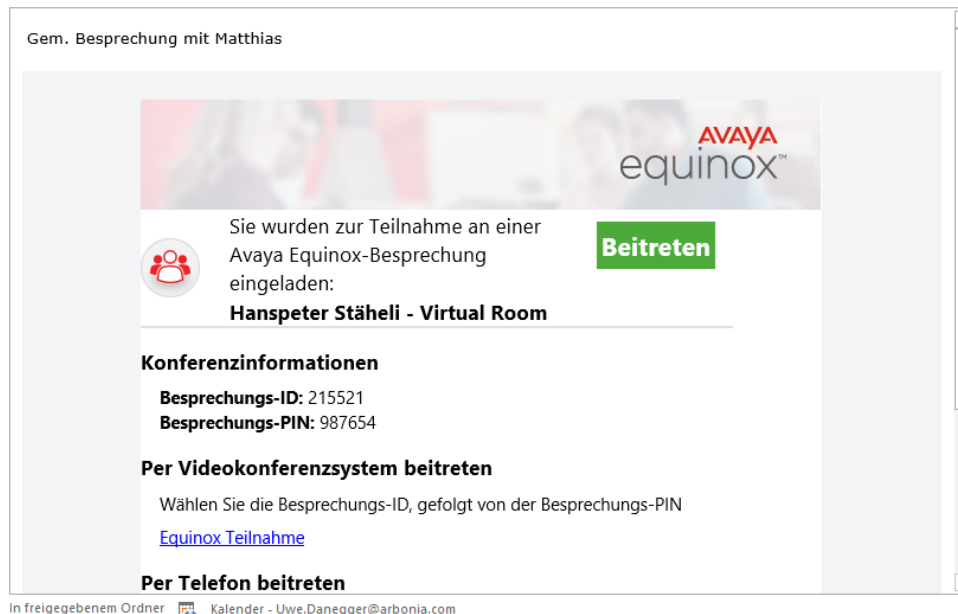 Gem. Besprechung mit Matthias
AVAYA
equinox™
Sie wurden zur Teilnahme an einer
Avaya Equinox-Besprechung
eingeladen:
Hanspeter Stäheli - Virtual Room
Beitreten
Konferenzinformationen
Besprechungs-ID: 215521
Besprechungs-PIN: 987654
Per Videokonferenzsystem beitreten
Wählen Sie die Besprechungs-ID, gefolgt von der Besprechungs-PIN
Equinox Teilnahme
Per Telefon beitreten
In freigegebenem Ordner Kalender - Uwe.Danegger@arbonia.com